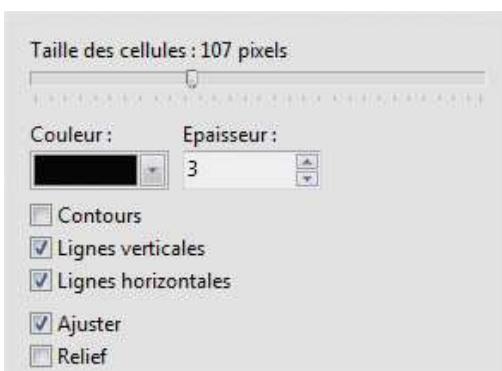 Taille des cellules : 107 pixels
Couleur : Epaisseur :
3
Contours
Lignes verticales
Lignes horizontales
Ajuster
Relief